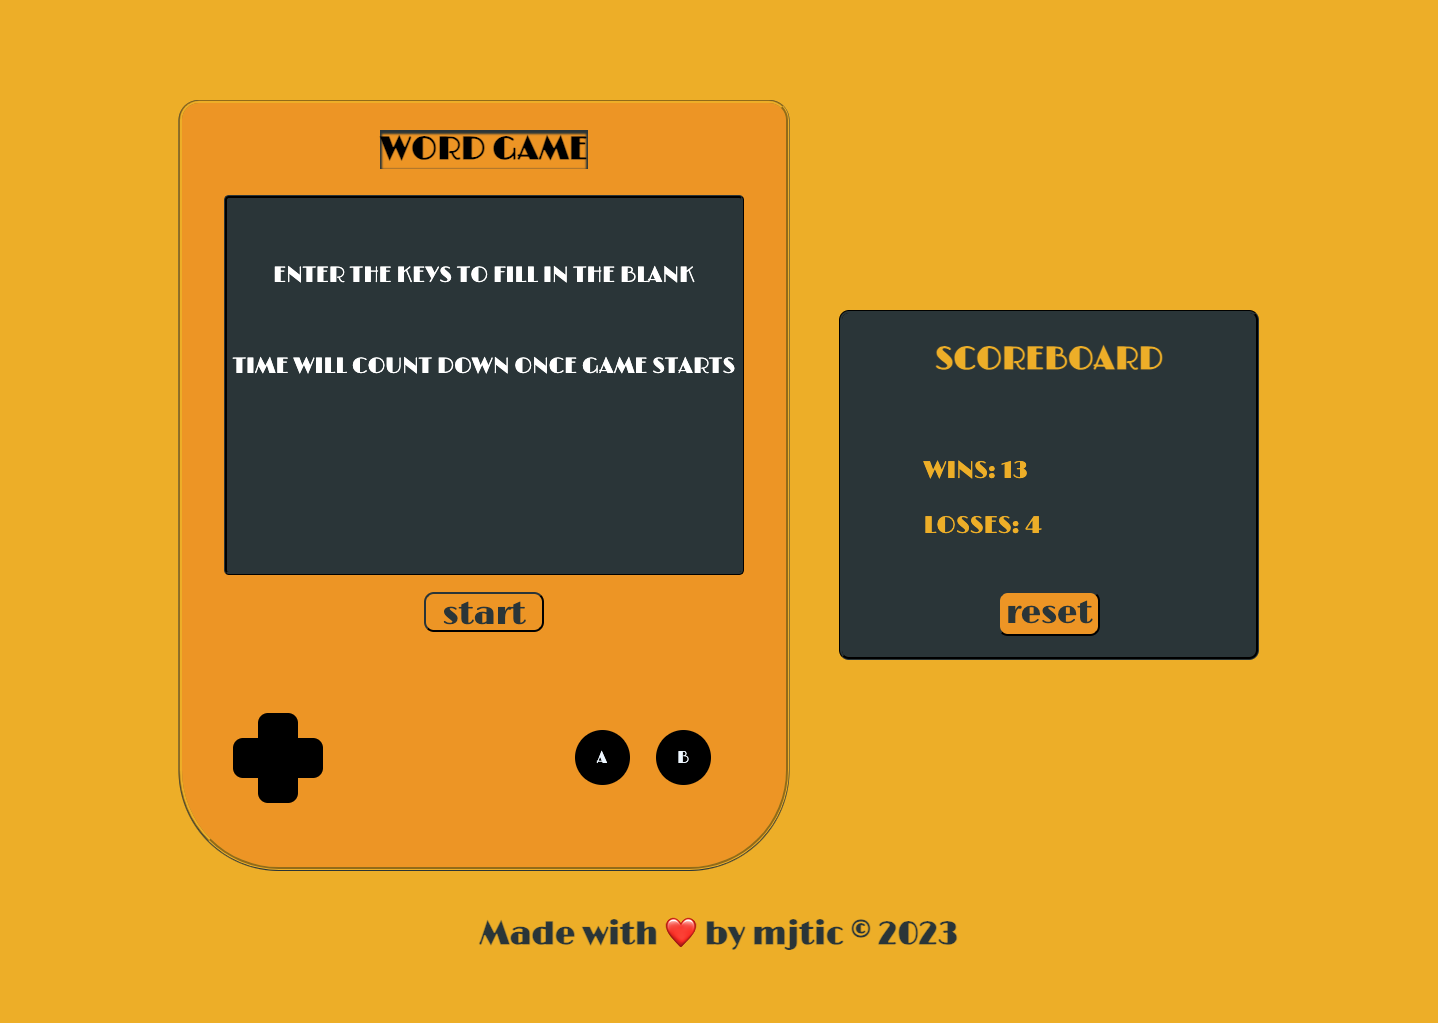 WORD GAME
ENTER THE KEYS TO FILL IN THE BLANK
TIME WILL COUNT DOWN ONCE GAME STARTS
start
A B
SCOREBOARD
WINS: 13
LOSSES: 4
reset
Made with ❤️ by mjtic © 2023